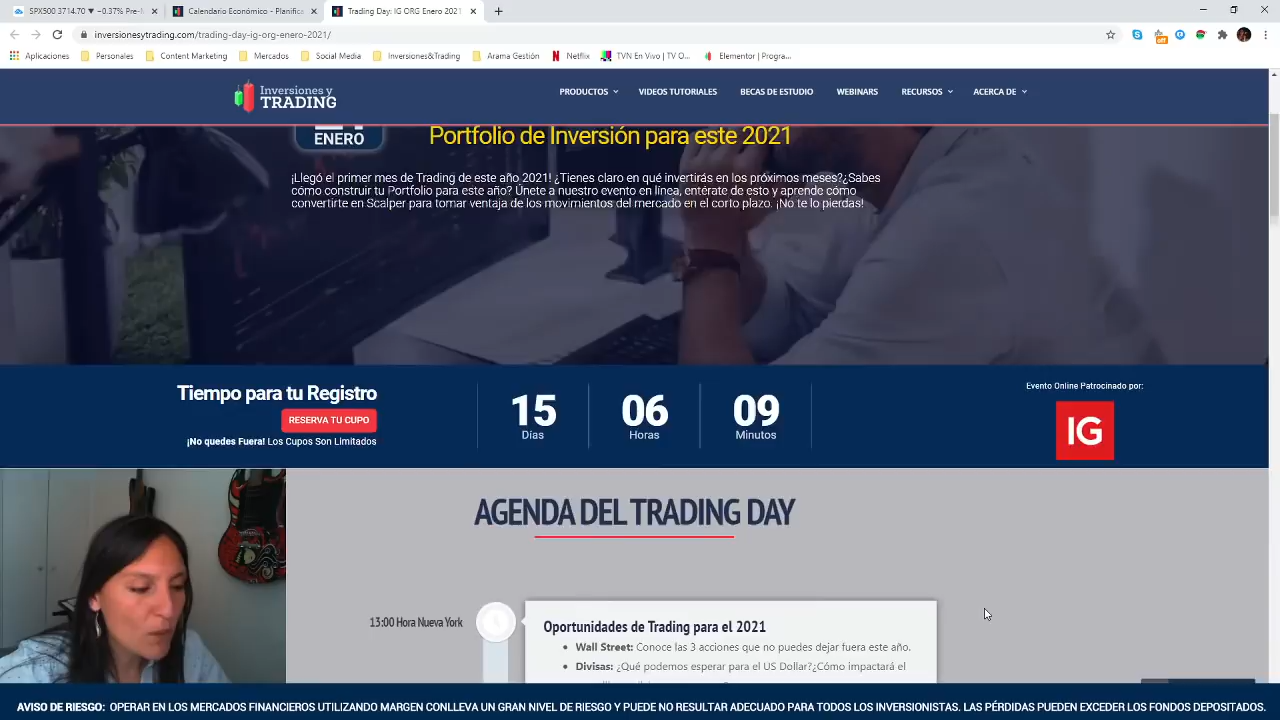 SPX500 3714.70 ▼ −0.37% Pre-M
Calendario Económico - Planifica
Trading Day: IG ORG Enero 2021
inversionesytrading.com/trading-day-ig-org-enero-2021/
off
Aplicaciones
Personales
Content Marketing
Mercados
Social Media
Inversiones&Trading
Arama Gestión
Netflix
TVN En Vivo | TV O...
Elementor | Progra...
Inversiones y
TRADING
PRODUCTOS
VIDEOS TUTORIALES
BECAS DE ESTUDIO
WEBINARS
RECURSOS
ACERCA DE
ENERO
Portfolio de Inversión para este 2021
¡Llegó el primer mes de Trading de este año 2021! ¿Tienes claro en qué invertirás en los próximos meses?¿Sabes
cómo construir tu Portfolio para este año? Únete a nuestro evento en línea, entérate de esto y aprende cómo
convertirte en Scalper para tomar ventaja de los movimientos del mercado en el corto plazo. ¡No te lo pierdas!
Tiempo para tu Registro
RESERVA TU CUPO
¡No quedes Fuera! Los Cupos Son Limitados
15
Días
06
Horas
09
Minutos
Evento Online Patrocinado por:
IG
AGENDA DEL TRADING DAY
13:00 Hora Nueva York
Oportunidades de Trading para el 2021
Wall Street: Conoce las 3 acciones que no puedes dejar fuera este año.
Divisas: ¿Qué podemos esperar para el US Dollar?¿Cómo impactará el
AVISO DE RIESGO: OPERAR EN LOS MERCADOS FINANCIEROS UTILIZANDO MARGEN CONLLEVA UN GRAN NIVEL DE RIESGO Y PUEDE NO RESULTAR ADECUADO PARA TODOS LOS INVERSIONISTAS. LAS PÉRDIDAS PUEDEN EXCEDER LOS FONDOS DEPOSITADOS.